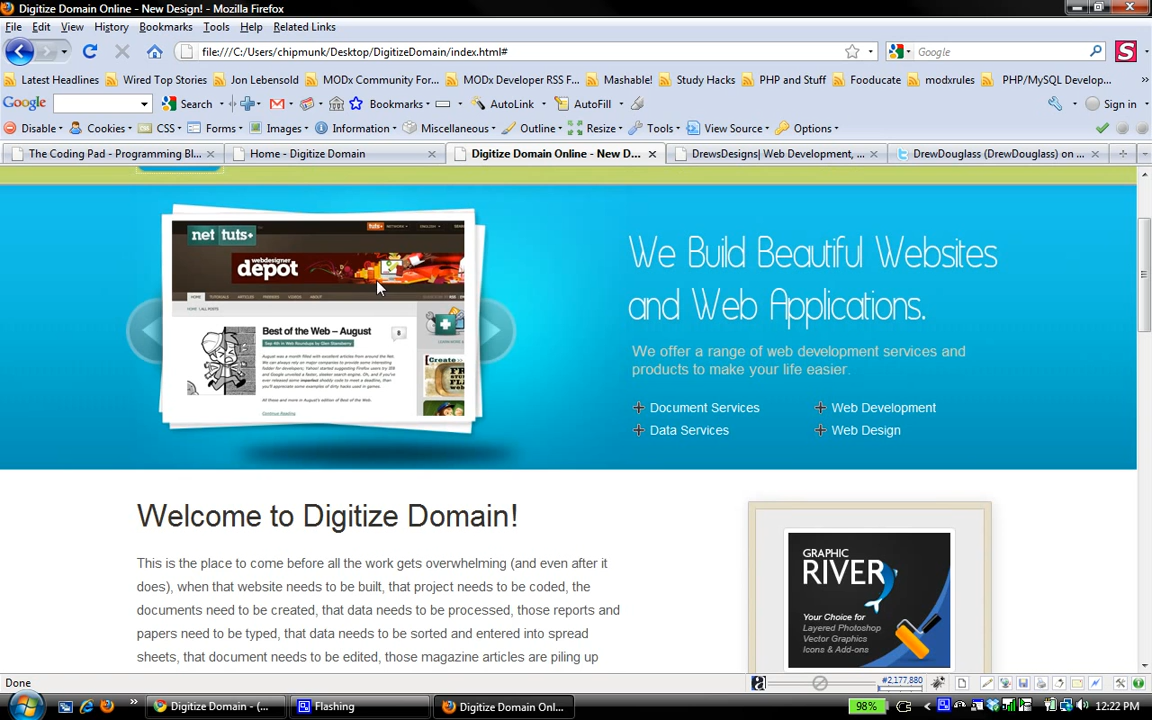 Digitize Domain Online - New Design! - Mozilla Firefox
File Edit View History Bookmarks Tools Help Related Links
file:///C:/Users/chipmunk/Desktop/DigitizeDomain/index.html# Google
Latest Headlines Wired Top Stories Jon Lebensold MODx Community For... MODx Developer RSS F... Mashable! Study Hacks PHP and Stuff Fooducate modxrules PHP/MySQL Develop...
Google Search Bookmarks AutoLink AutoFill Sign in
Disable Cookies CSS Forms Images Information Miscellaneous Outline Resize Tools View Source Options
The Coding Pad - Programming Bl... Home - Digitize Domain Digitize Domain Online - New D... DrewsDesigns| Web Development, ... DrewDouglass (DrewDouglass) on ...
net tuts+
webdesigner
depot
Best of the Web – August
Continue Reading
We Build Beautiful Websites
and Web Applications.
We offer a range of web development services and
products to make your life easier.
Document Services Web Development
Data Services Web Design
Welcome to Digitize Domain!
This is the place to come before all the work gets overwhelming (and even after it
does), when that website needs to be built, that project needs to be coded, the
documents need to be created, that data needs to be processed, those reports and
papers need to be typed, that data needs to be sorted and entered into spread
sheets, that document needs to be edited, those magazine articles are piling up
GRAPHIC
RIVER
Your Choice for
Layered Photoshop
Vector Graphics
Icons & Add-ons
Done #2,177,880
Digitize Domain - (... Flashing Digitize Domain Onl... 98% 12:22 PM